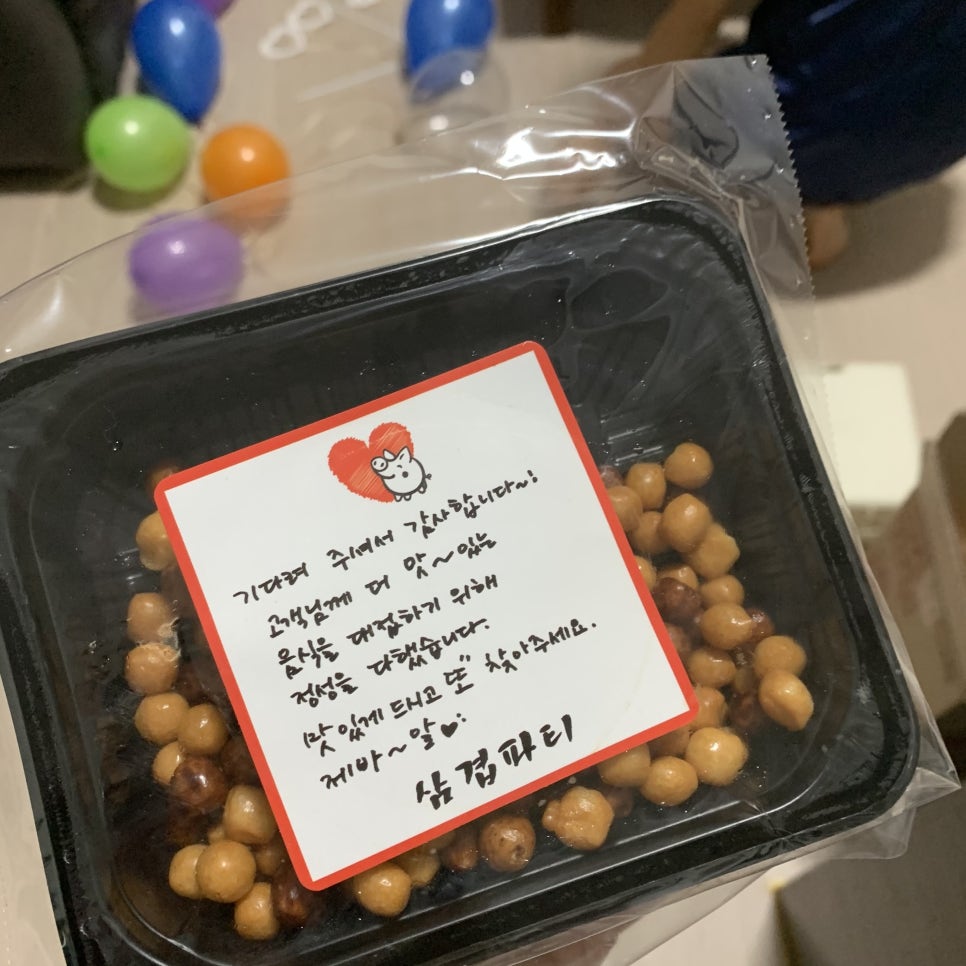 기다려 주셔서 감사합니다~!
고객님께 더 맛~있는
음식을 대접하기 위해
정성을 다했습니다.
맛있게 드시고 "또" 찾아주세요.
제바~알♥!
삼겹파티